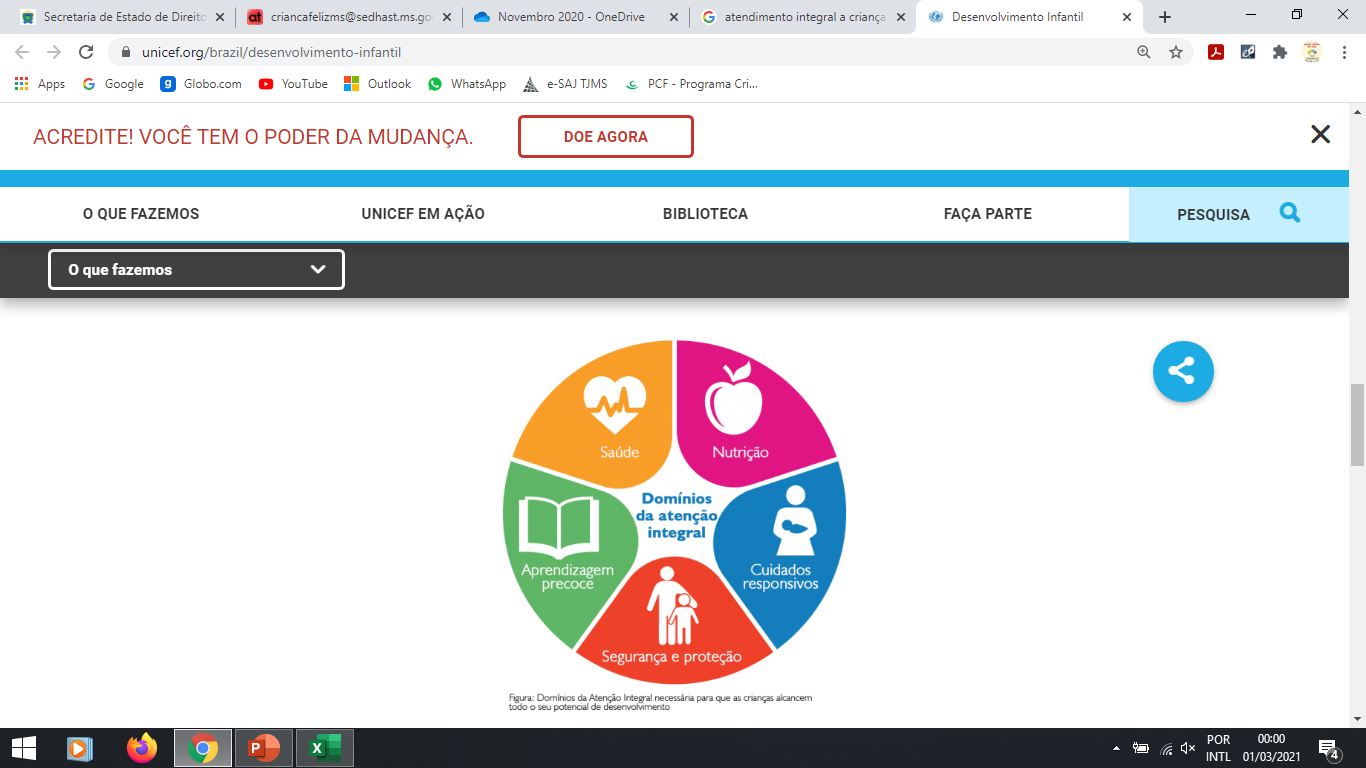 Secretaria de Estado de Direito
criancafelizms@sedhast.ms.go
Novembro 2020 - OneDrive
atendimento integral a criança
Desenvolvimento Infantil
unicef.org/brazil/desenvolvimento-infantil
Apps
Google
Globo.com
YouTube
Outlook
WhatsApp
e-SAJ TJMS
PCF - Programa Cri...
ACREDITE! VOCÊ TEM O PODER DA MUDANÇA.
DOE AGORA
O QUE FAZEMOS
UNICEF EM AÇÃO
BIBLIOTECA
FAÇA PARTE
PESQUISA
O que fazemos
Saúde
Nutrição
Domínios
da atenção
integral
Aprendizagem
precoce
Cuidados
responsivos
Segurança e proteção
Figura: Domínios da Atenção Integral necessária para que as crianças alcancem
todo o seu potencial de desenvolvimento
POR
INTL
00:00
01/03/2021
4